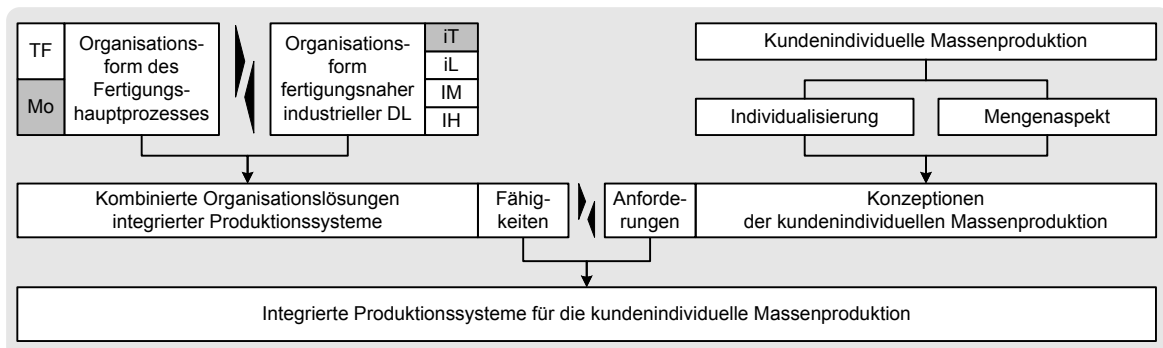 TF
Mo
Organisations-
form des
Fertigungs-
hauptprozesses
Organisations-
form
fertigungsnaher
industrieller DL
iT
iL
IM
IH
Kundenindividuelle Massenproduktion
Individualisierung
Mengenaspekt
Kombinierte Organisationslösungen
integrierter Produktionssysteme
Fähig-
keiten
Anforde-
rungen
Konzeptionen
der kundenindividuellen Massenproduktion
Integrierte Produktionssysteme für die kundenindividuelle Massenproduktion